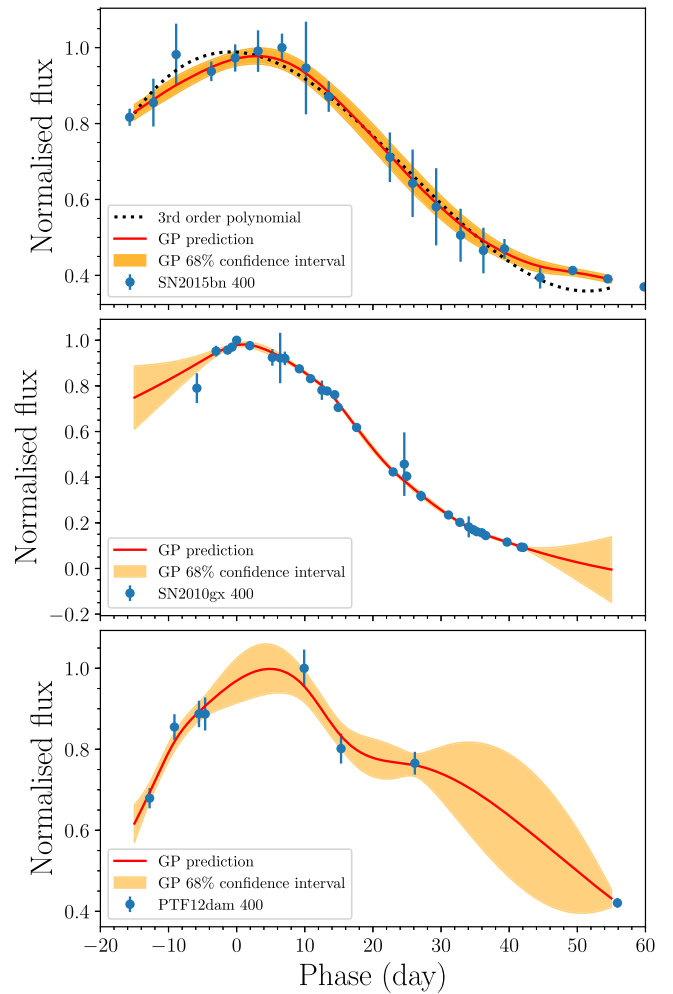 Normalised flux
1.0
0.8
0.6
0.4
3rd order polynomial
GP prediction
GP 68% confidence interval
SN2015bn 400
Normalised flux
1.0
0.8
0.6
0.4
0.2
0.0
−0.2
GP prediction
GP 68% confidence interval
SN2010gx 400
Normalised flux
1.0
0.8
0.6
0.4
GP prediction
GP 68% confidence interval
PTF12dam 400
−20 −10 0 10 20 30 40 50 60
Phase (day)